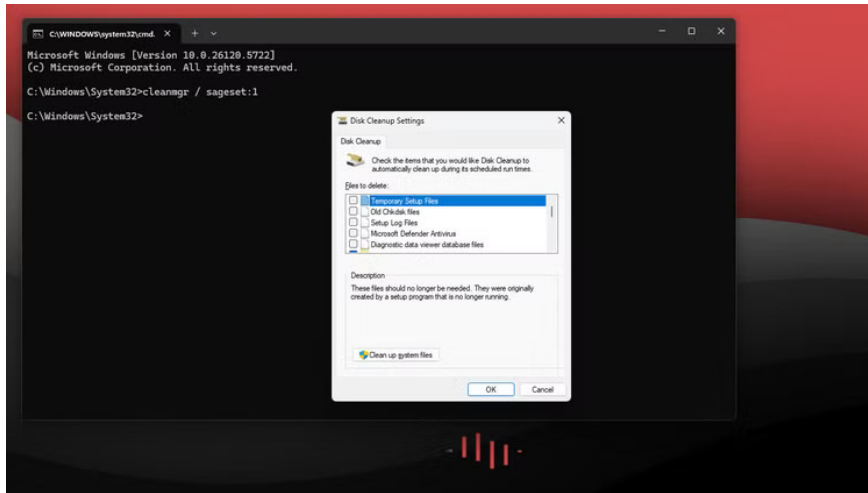 C:\WINDOWS\system32\cmd.
Microsoft Windows [Version 10.0.26120.5722]
(c) Microsoft Corporation. All rights reserved.
C:\Windows\System32>cleanmgr / sageset:1
C:\Windows\System32>
Disk Cleanup Settings
Disk Cleanup
Check the items that you would like Disk Cleanup to
automatically clean up during its scheduled run times.
Files to delete:
Temporary Setup Files
Old Chkdsk files
Setup Log Files
Microsoft Defender Antivirus
Diagnostic data viewer database files
Description
These files should no longer be needed. They were originally
created by a setup program that is no longer running.
Clean up system files
OK Cancel